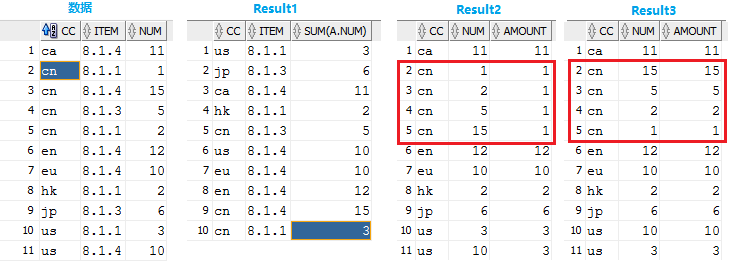 数据
CC ITEM NUM
1 ca 8.1.4 11
2 cn 8.1.1 1
3 cn 8.1.4 15
4 cn 8.1.3 5
5 cn 8.1.1 2
6 en 8.1.4 12
7 eu 8.1.4 10
8 hk 8.1.1 2
9 jp 8.1.3 6
10 us 8.1.1 3
11 us 8.1.4 10
Result1
CC ITEM SUM(A.NUM)
1 us 8.1.1 3
2 jp 8.1.3 6
3 ca 8.1.4 11
4 hk 8.1.1 2
5 cn 8.1.3 5
6 us 8.1.4 10
7 eu 8.1.4 10
8 en 8.1.4 12
9 cn 8.1.4 15
10 cn 8.1.1 3
Result2
CC NUM AMOUNT
1 ca 11 11
2 cn 1 1
3 cn 2 1
4 cn 5 1
5 cn 15 1
6 en 12 12
7 eu 10 10
8 hk 2 2
9 jp 6 6
10 us 3 3
11 us 10 3
Result3
CC NUM AMOUNT
1 ca 11 11
2 cn 15 15
3 cn 5 5
4 cn 2 2
5 cn 1 1
6 en 12 12
7 eu 10 10
8 hk 2 2
9 jp 6 6
10 us 10 10
11 us 3 3